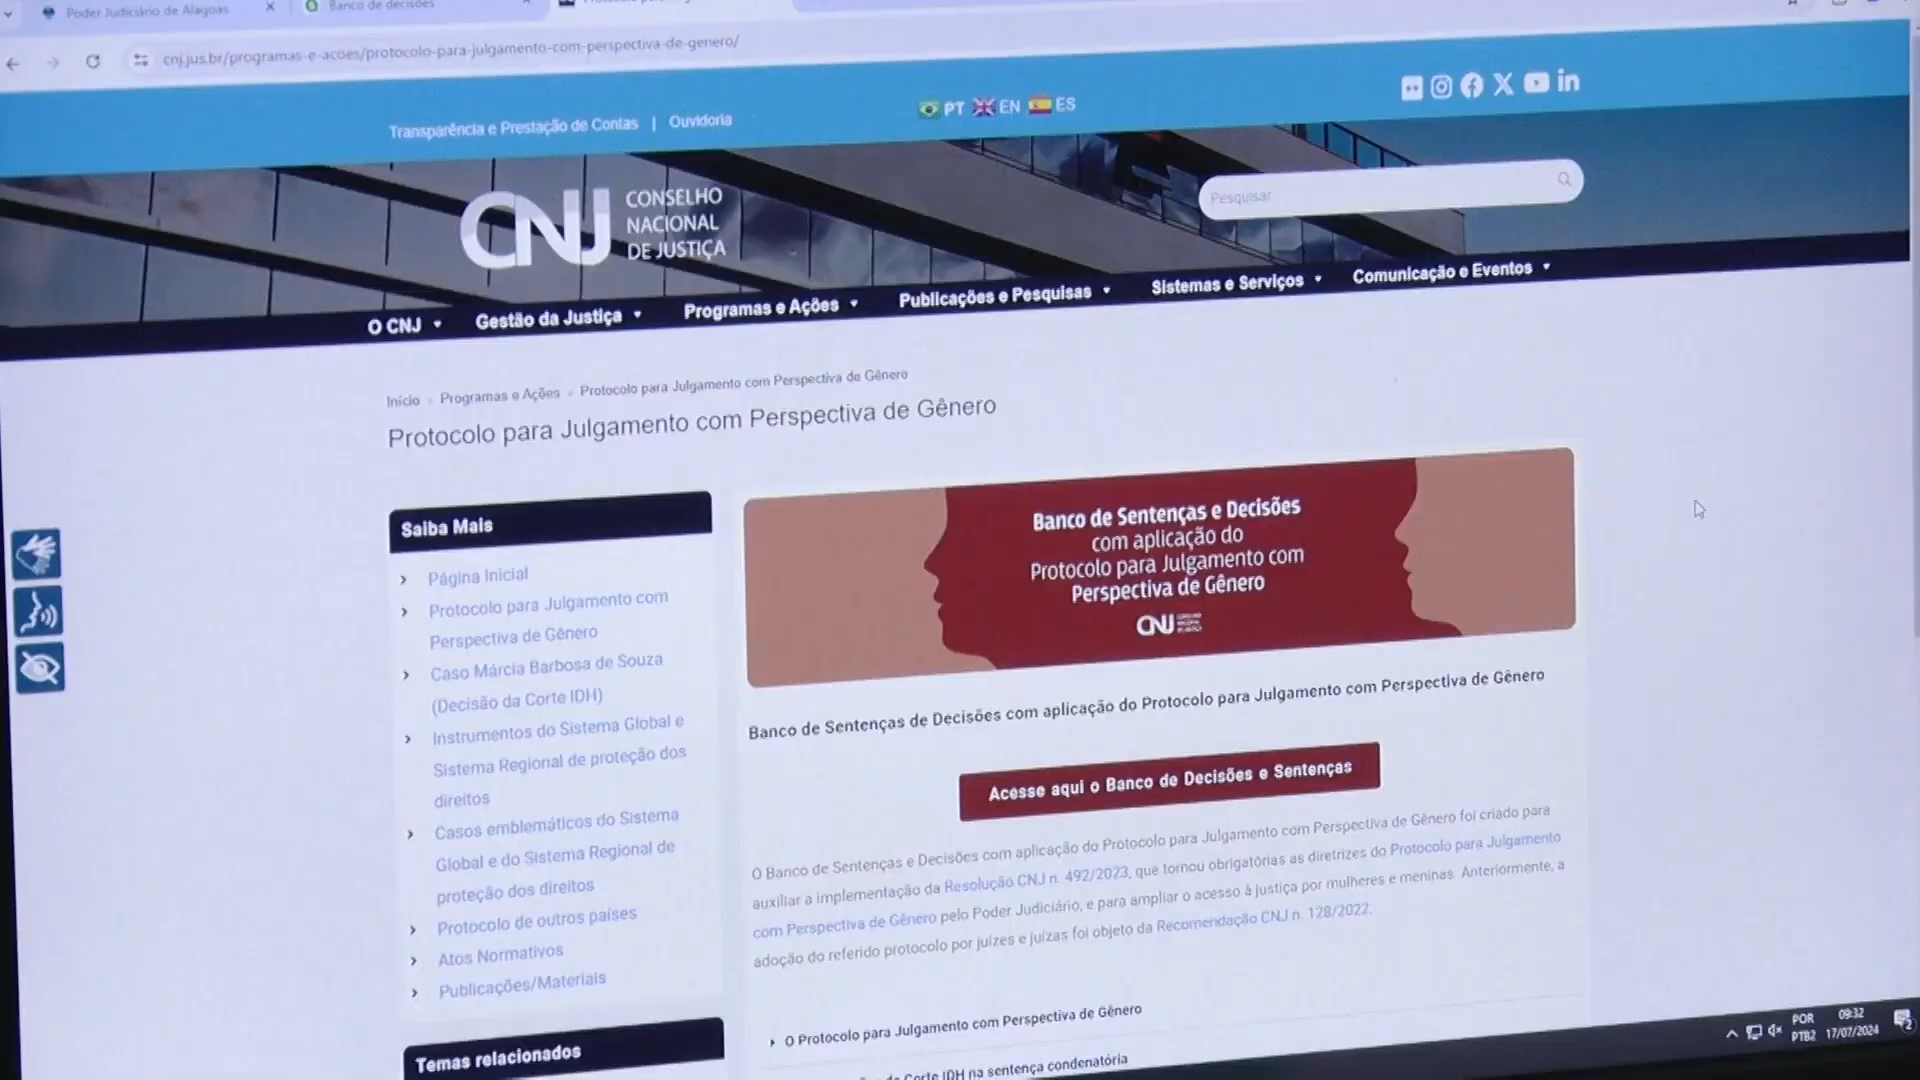 Poder Judiciário de Alagoas
Banco de decisões
cnj.jus.br/programas-e-acoes/protocolo-para-julgamento-com-perspectiva-de-genero/
Transparência e Prestação de Contas | Ouvidoria
PT EN ES
CNJ
CONSELHO
NACIONAL
DE JUSTIÇA
Pesquisar
O CNJ
Gestão da Justiça
Programas e Ações
Publicações e Pesquisas
Sistemas e Serviços
Comunicação e Eventos
Início Programas e Ações Protocolo para Julgamento com Perspectiva de Gênero
Protocolo para Julgamento com Perspectiva de Gênero
Saiba Mais
Página Inicial
Protocolo para Julgamento com
Perspectiva de Gênero
Caso Márcia Barbosa de Souza
(Decisão da Corte IDH)
Instrumentos do Sistema Global e
Sistema Regional de proteção dos
direitos
Casos emblemáticos do Sistema
Global e do Sistema Regional de
proteção dos direitos
Protocolo de outros países
Atos Normativos
Publicações/Materiais
Temas relacionados
Banco de Sentenças e Decisões
com aplicação do
Protocolo para Julgamento com
Perspectiva de Gênero
CNJ
Banco de Sentenças de Decisões com aplicação do Protocolo para Julgamento com Perspectiva de Gênero
Acesse aqui o Banco de Decisões e Sentenças
O Banco de Sentenças e Decisões com aplicação do Protocolo para Julgamento com Perspectiva de Gênero foi criado para
auxiliar a implementação da Resolução CNJ n. 492/2023, que tornou obrigatórias as diretrizes do Protocolo para Julgamento
com Perspectiva de Gênero pelo Poder Judiciário, e para ampliar o acesso à justiça por mulheres e meninas. Anteriormente, a
adoção do referido protocolo por juízes e juízas foi objeto da Recomendação CNJ n. 128/2022.
O Protocolo para Julgamento com Perspectiva de Gênero
Corte IDH na sentença condenatória
POR
PTB2
09:32
17/07/2024
2